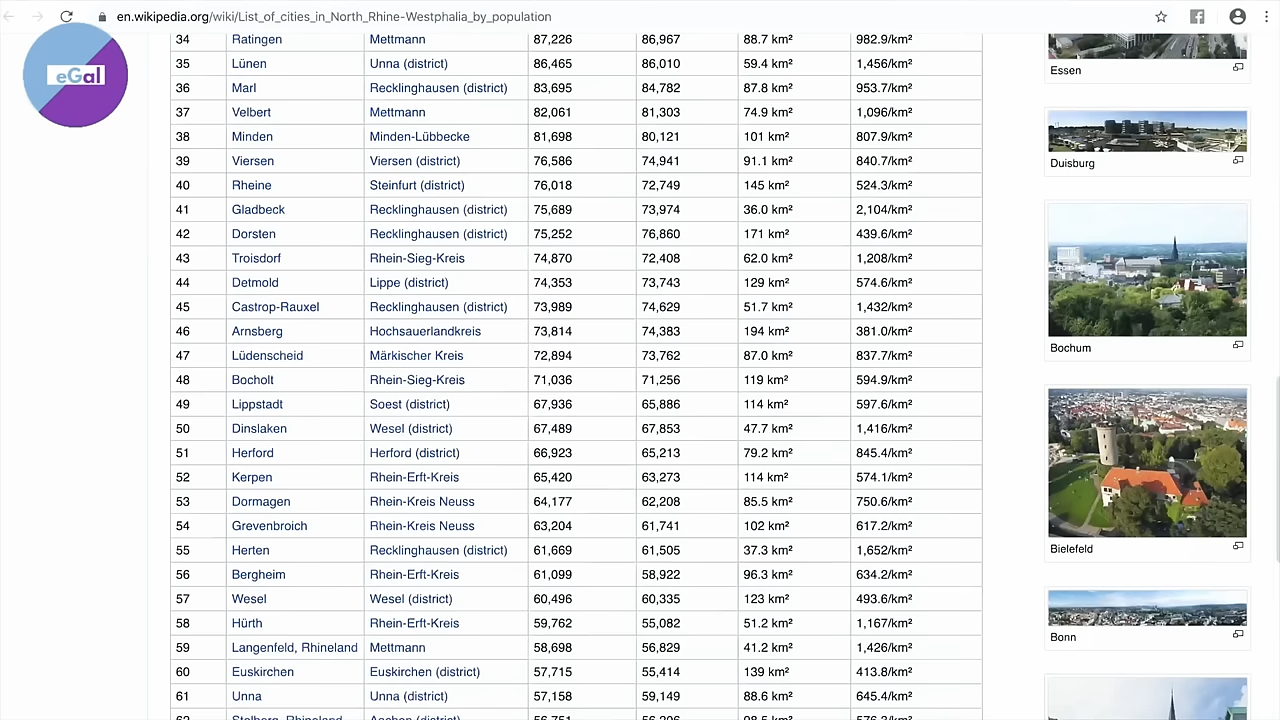 en.wikipedia.org/wiki/List_of_cities_in_North_Rhine-Westphalia_by_population
eGal
34 Ratingen Mettmann 87,226 86,967 88.7 km² 982.9/km²
35 Lünen Unna (district) 86,465 86,010 59.4 km² 1,456/km²
36 Marl Recklinghausen (district) 83,695 84,782 87.8 km² 953.7/km²
37 Velbert Mettmann 82,061 81,303 74.9 km² 1,096/km²
38 Minden Minden-Lübbecke 81,698 80,121 101 km² 807.9/km²
39 Viersen Viersen (district) 76,586 74,941 91.1 km² 840.7/km²
40 Rheine Steinfurt (district) 76,018 72,749 145 km² 524.3/km²
41 Gladbeck Recklinghausen (district) 75,689 73,974 36.0 km² 2,104/km²
42 Dorsten Recklinghausen (district) 75,252 76,860 171 km² 439.6/km²
43 Troisdorf Rhein-Sieg-Kreis 74,870 72,408 62.0 km² 1,208/km²
44 Detmold Lippe (district) 74,353 73,743 129 km² 574.6/km²
45 Castrop-Rauxel Recklinghausen (district) 73,989 74,629 51.7 km² 1,432/km²
46 Arnsberg Hochsauerlandkreis 73,814 74,383 194 km² 381.0/km²
47 Lüdenscheid Märkischer Kreis 72,894 73,762 87.0 km² 837.7/km²
48 Bocholt Rhein-Sieg-Kreis 71,036 71,256 119 km² 594.9/km²
49 Lippstadt Soest (district) 67,936 65,886 114 km² 597.6/km²
50 Dinslaken Wesel (district) 67,489 67,853 47.7 km² 1,416/km²
51 Herford Herford (district) 66,923 65,213 79.2 km² 845.4/km²
52 Kerpen Rhein-Erft-Kreis 65,420 63,273 114 km² 574.1/km²
53 Dormagen Rhein-Kreis Neuss 64,177 62,208 85.5 km² 750.6/km²
54 Grevenbroich Rhein-Kreis Neuss 63,204 61,741 102 km² 617.2/km²
55 Herten Recklinghausen (district) 61,669 61,505 37.3 km² 1,652/km²
56 Bergheim Rhein-Erft-Kreis 61,099 58,922 96.3 km² 634.2/km²
57 Wesel Wesel (district) 60,496 60,335 123 km² 493.6/km²
58 Hürth Rhein-Erft-Kreis 59,762 55,082 51.2 km² 1,167/km²
59 Langenfeld, Rhineland Mettmann 58,698 56,829 41.2 km² 1,426/km²
60 Euskirchen Euskirchen (district) 57,715 55,414 139 km² 413.8/km²
61 Unna Unna (district) 57,158 59,149 88.6 km² 645.4/km²
Essen
Duisburg
Bochum
Bielefeld
Bonn